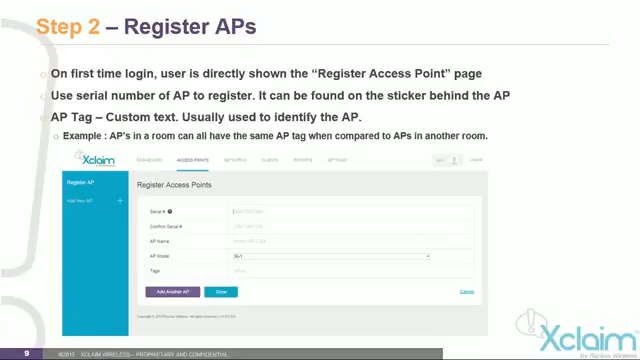 Step 2 – Register APs
On first time login, user is directly shown the “Register Access Point” page
Use serial number of AP to register. It can be found on the sticker behind the AP
AP Tag – Custom text. Usually used to identify the AP.
Example : AP's in a room can all have the same AP tag when compared to APs in another room.
Xclaim
DASHBOARD ACCESS POINTS NETWORKS CLIENTS REPORTS SETTINGS
Register AP
Add New AP +
Register Access Points
Serial #
Confirm Serial #
AP Name
AP Model
Xi-1
Tags
Add Another AP
Done
Cancel
9 ©2015 XCLAIM WIRELESS – PROPRIETARY AND CONFIDENTIAL
Xclaim
by Ruckus Wireless